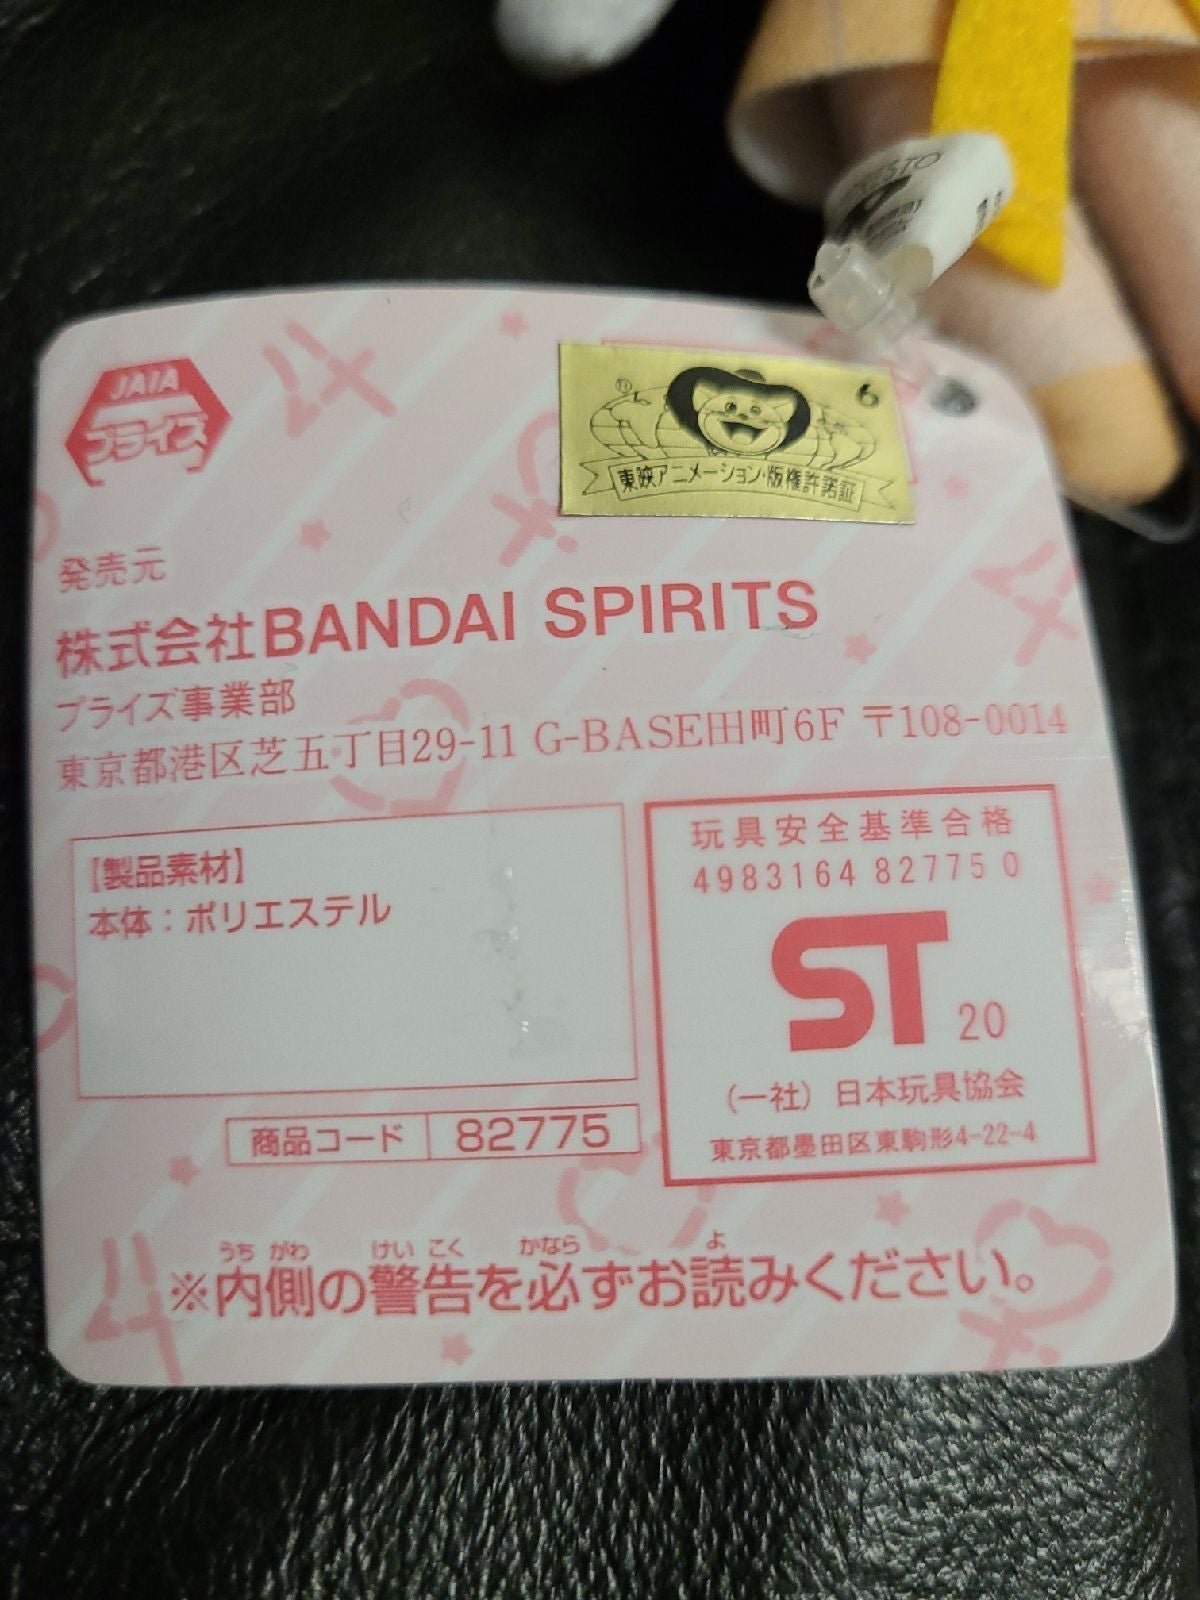 JAIA
プライズ
6
東映アニメーション・版権許諾証
発売元
株式会社BANDAI SPIRITS
プライズ事業部
東京都港区芝五丁目29-11 G-BASE田町6F 〒108-0014
【製品素材】
本体：ポリエステル
商品コード 82775
玩具安全基準合格
4983164 82775 0
ST 20
(一社) 日本玩具協会
東京都墨田区東駒形4-22-4
うち がわ けい こく かなら よ
※内側の警告を必ずお読みください。